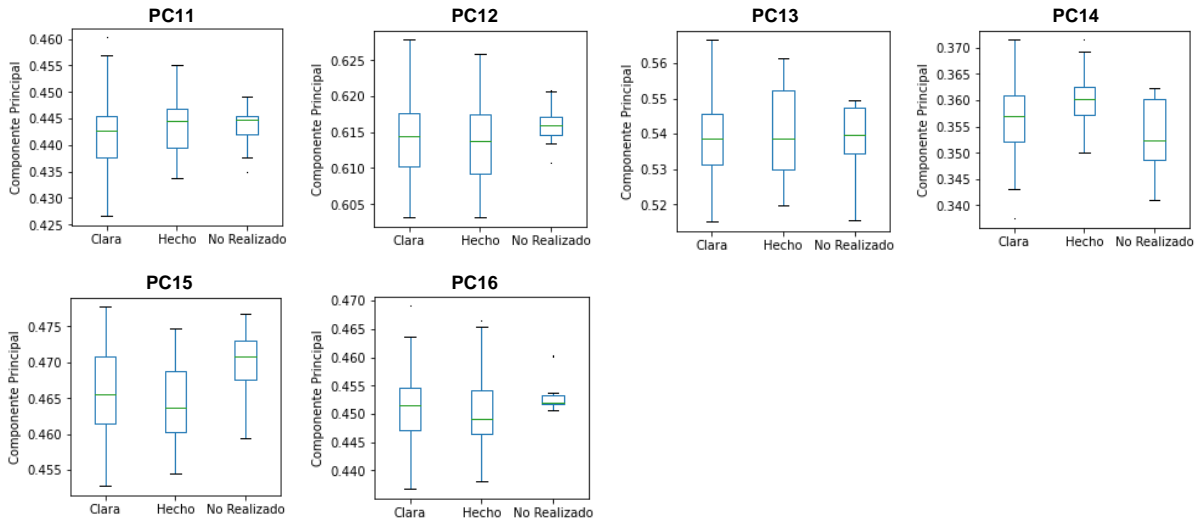 PC11
Componente Principal
0.460
0.455
0.450
0.445
0.440
0.435
0.430
0.425
Clara Hecho No Realizado
PC12
Componente Principal
0.625
0.620
0.615
0.610
0.605
Clara Hecho No Realizado
PC13
Componente Principal
0.56
0.55
0.54
0.53
0.52
Clara Hecho No Realizado
PC14
Componente Principal
0.370
0.365
0.360
0.355
0.350
0.345
0.340
Clara Hecho No Realizado
PC15
Componente Principal
0.475
0.470
0.465
0.460
0.455
Clara Hecho No Realizado
PC16
Componente Principal
0.470
0.465
0.460
0.455
0.450
0.445
0.440
Clara Hecho No Realizado